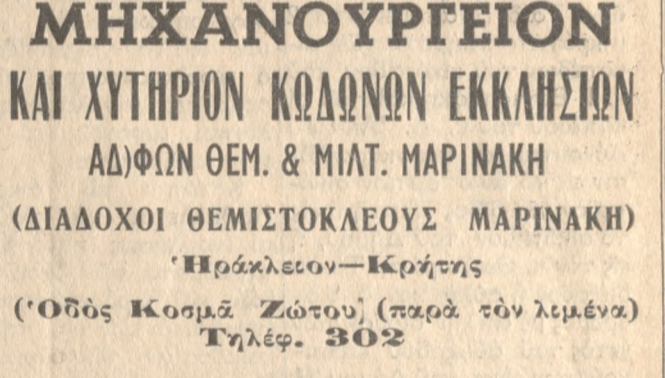 ΜΗΧΑΝΟΥΡΓΕΙΟΝ
ΚΑΙ ΧΥΤΗΡΙΟΝ ΚΩΔΩΝΩΝ ΕΚΚΛΗΣΙΩΝ
ΑΔ)ΦΩΝ ΘΕΜ. & ΜΙΛΤ. ΜΑΡΙΝΑΚΗ
(ΔΙΑΔΟΧΟΙ ΘΕΜΙΣΤΟΚΛΕΟΥΣ ΜΑΡΙΝΑΚΗ)
Ἡράκλειον—Κρήτης
(Ὁδὸς Κοσμᾶ Ζώτου) (παρὰ τὸν λιμένα)
Τηλέφ. 302